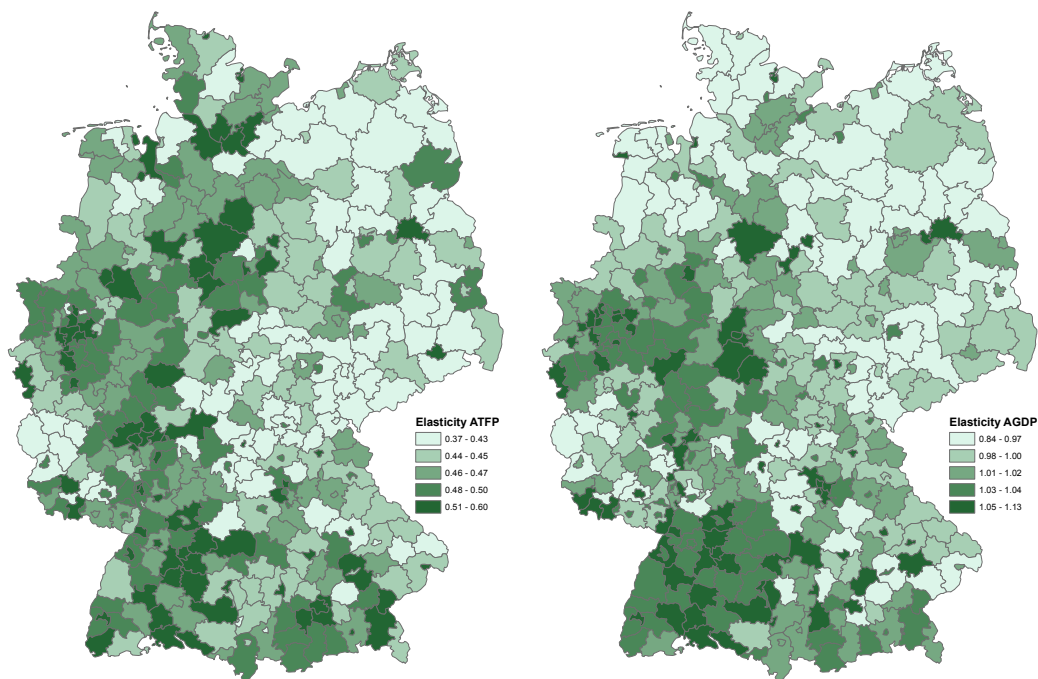 Elasticity ATFP
0.37 - 0.43
0.44 - 0.45
0.46 - 0.47
0.48 - 0.50
0.51 - 0.60
Elasticity AGDP
0.84 - 0.97
0.98 - 1.00
1.01 - 1.02
1.03 - 1.04
1.05 - 1.13